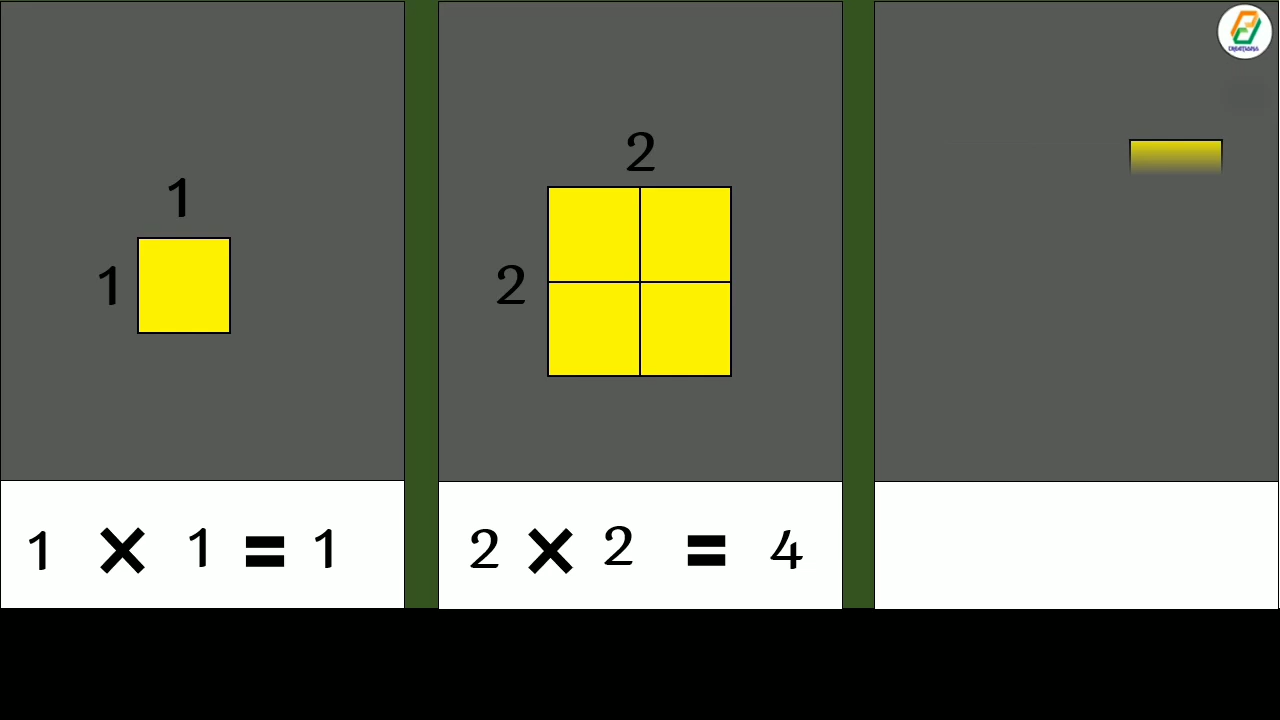 1
1
1 × 1 = 1
2
2
2 × 2 = 4